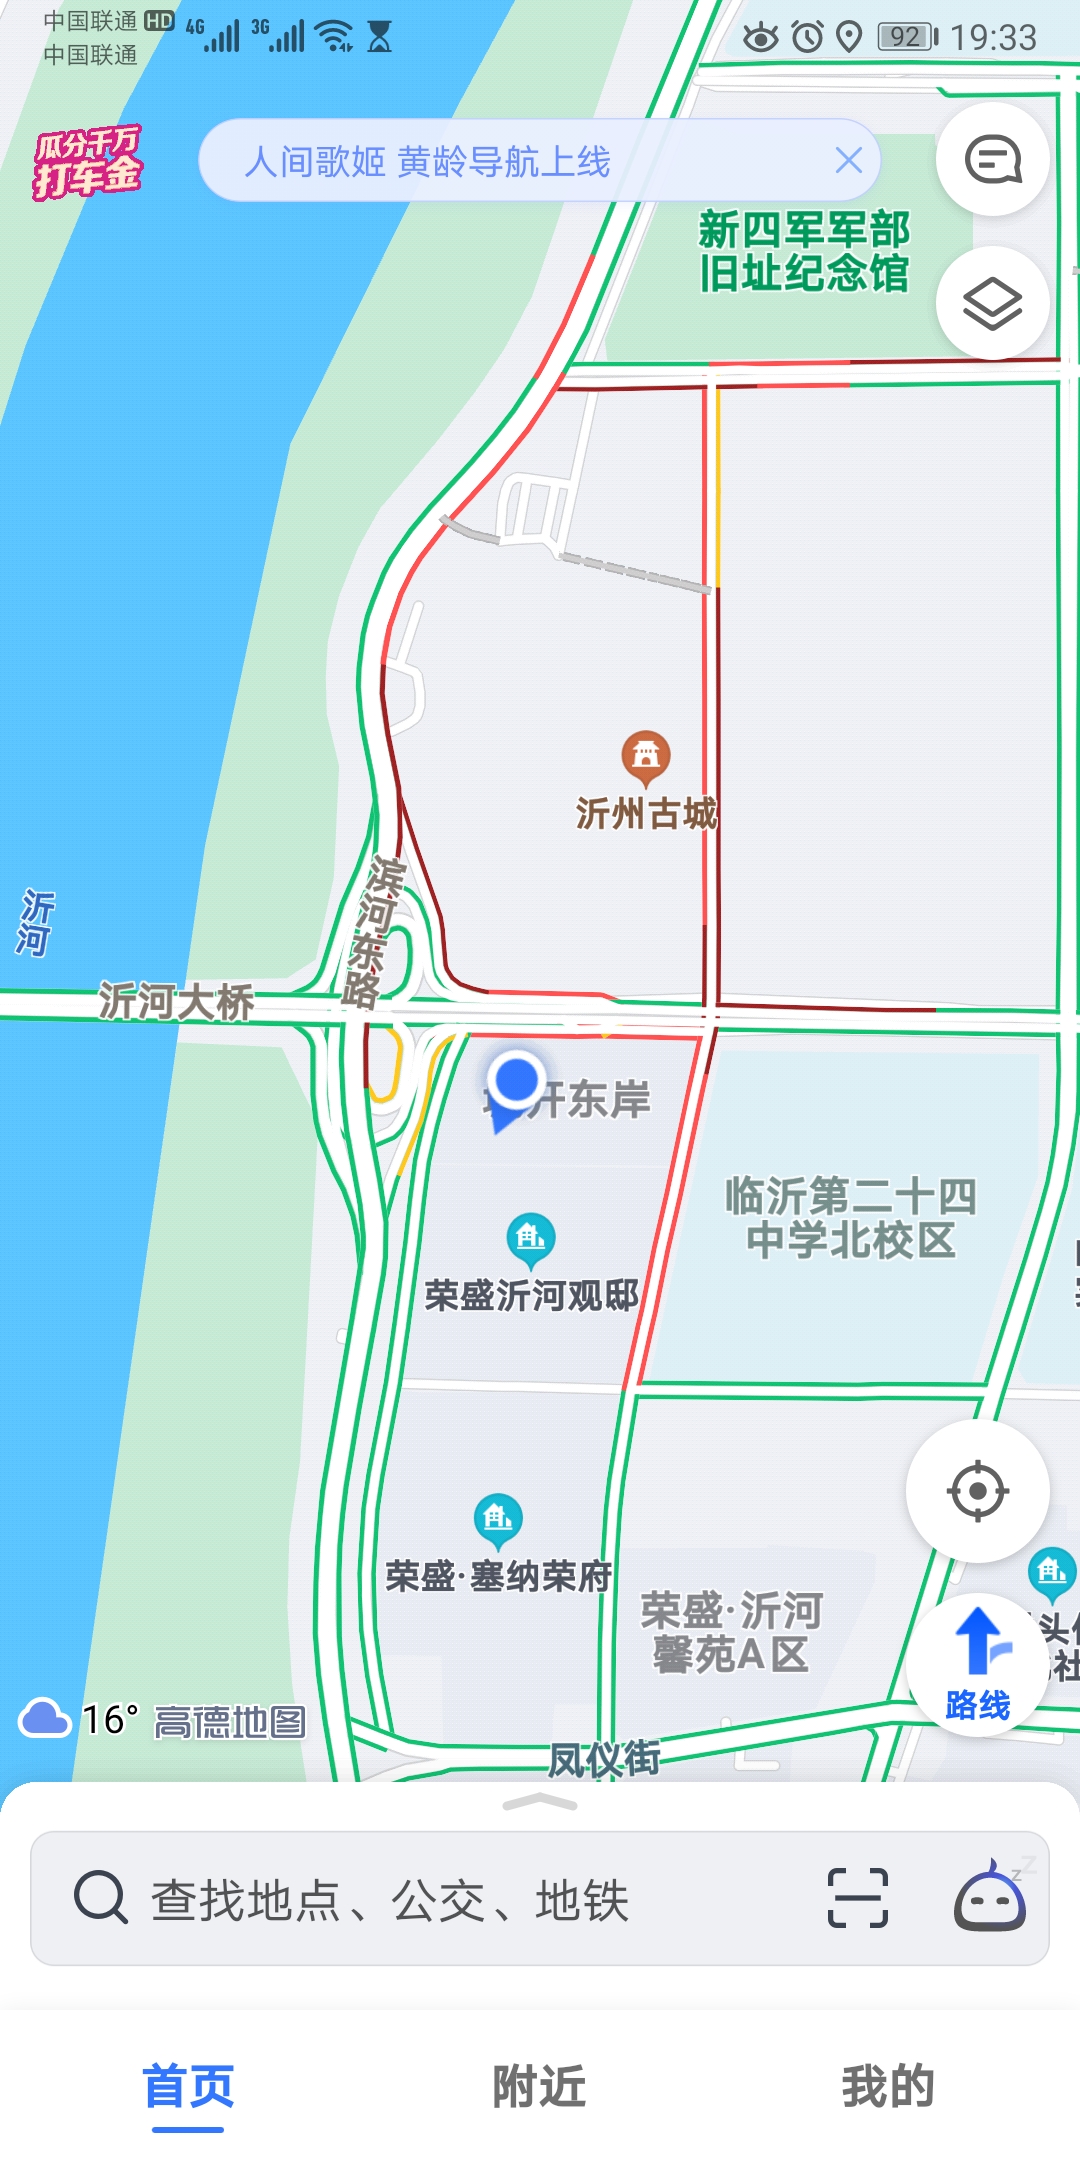 中国联通 HD 4G 3G 92 19:33
中国联通
瓜分千万
打车金
人间歌姬 黄龄导航上线
新四军军部
旧址纪念馆
沂州古城
滨河东路
沂河
沂河大桥
开东岸
临沂第二十四
中学北校区
荣盛沂河观邸
荣盛·塞纳荣府
荣盛·沂河
馨苑A区
头
社
路线
16° 高德地图
凤仪街
查找地点、公交、地铁
首页 附近 我的